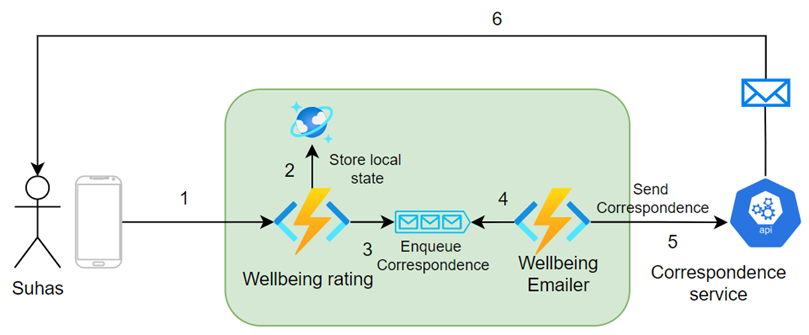 6
2
Store local
state
1
4
Send
Correspondence
3
Enqueue
Correspondence
5
api
Wellbeing rating
Wellbeing
Emailer
Correspondence
service
Suhas